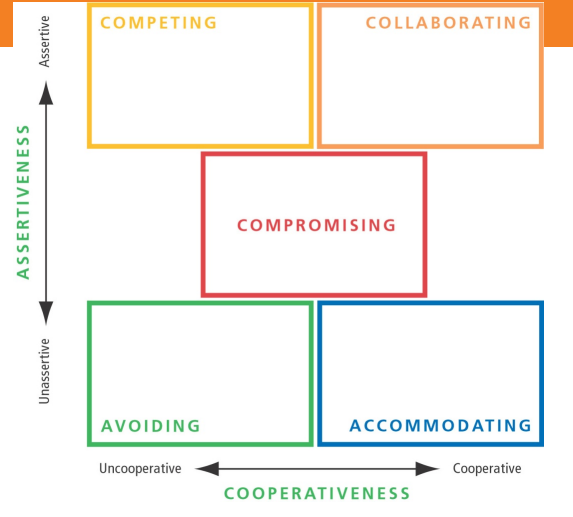 COMPETING
COLLABORATING
Assertive
ASSERTIVENESS
COMPROMISING
Unassertive
AVOIDING
ACCOMMODATING
Uncooperative
Cooperative
COOPERATIVENESS